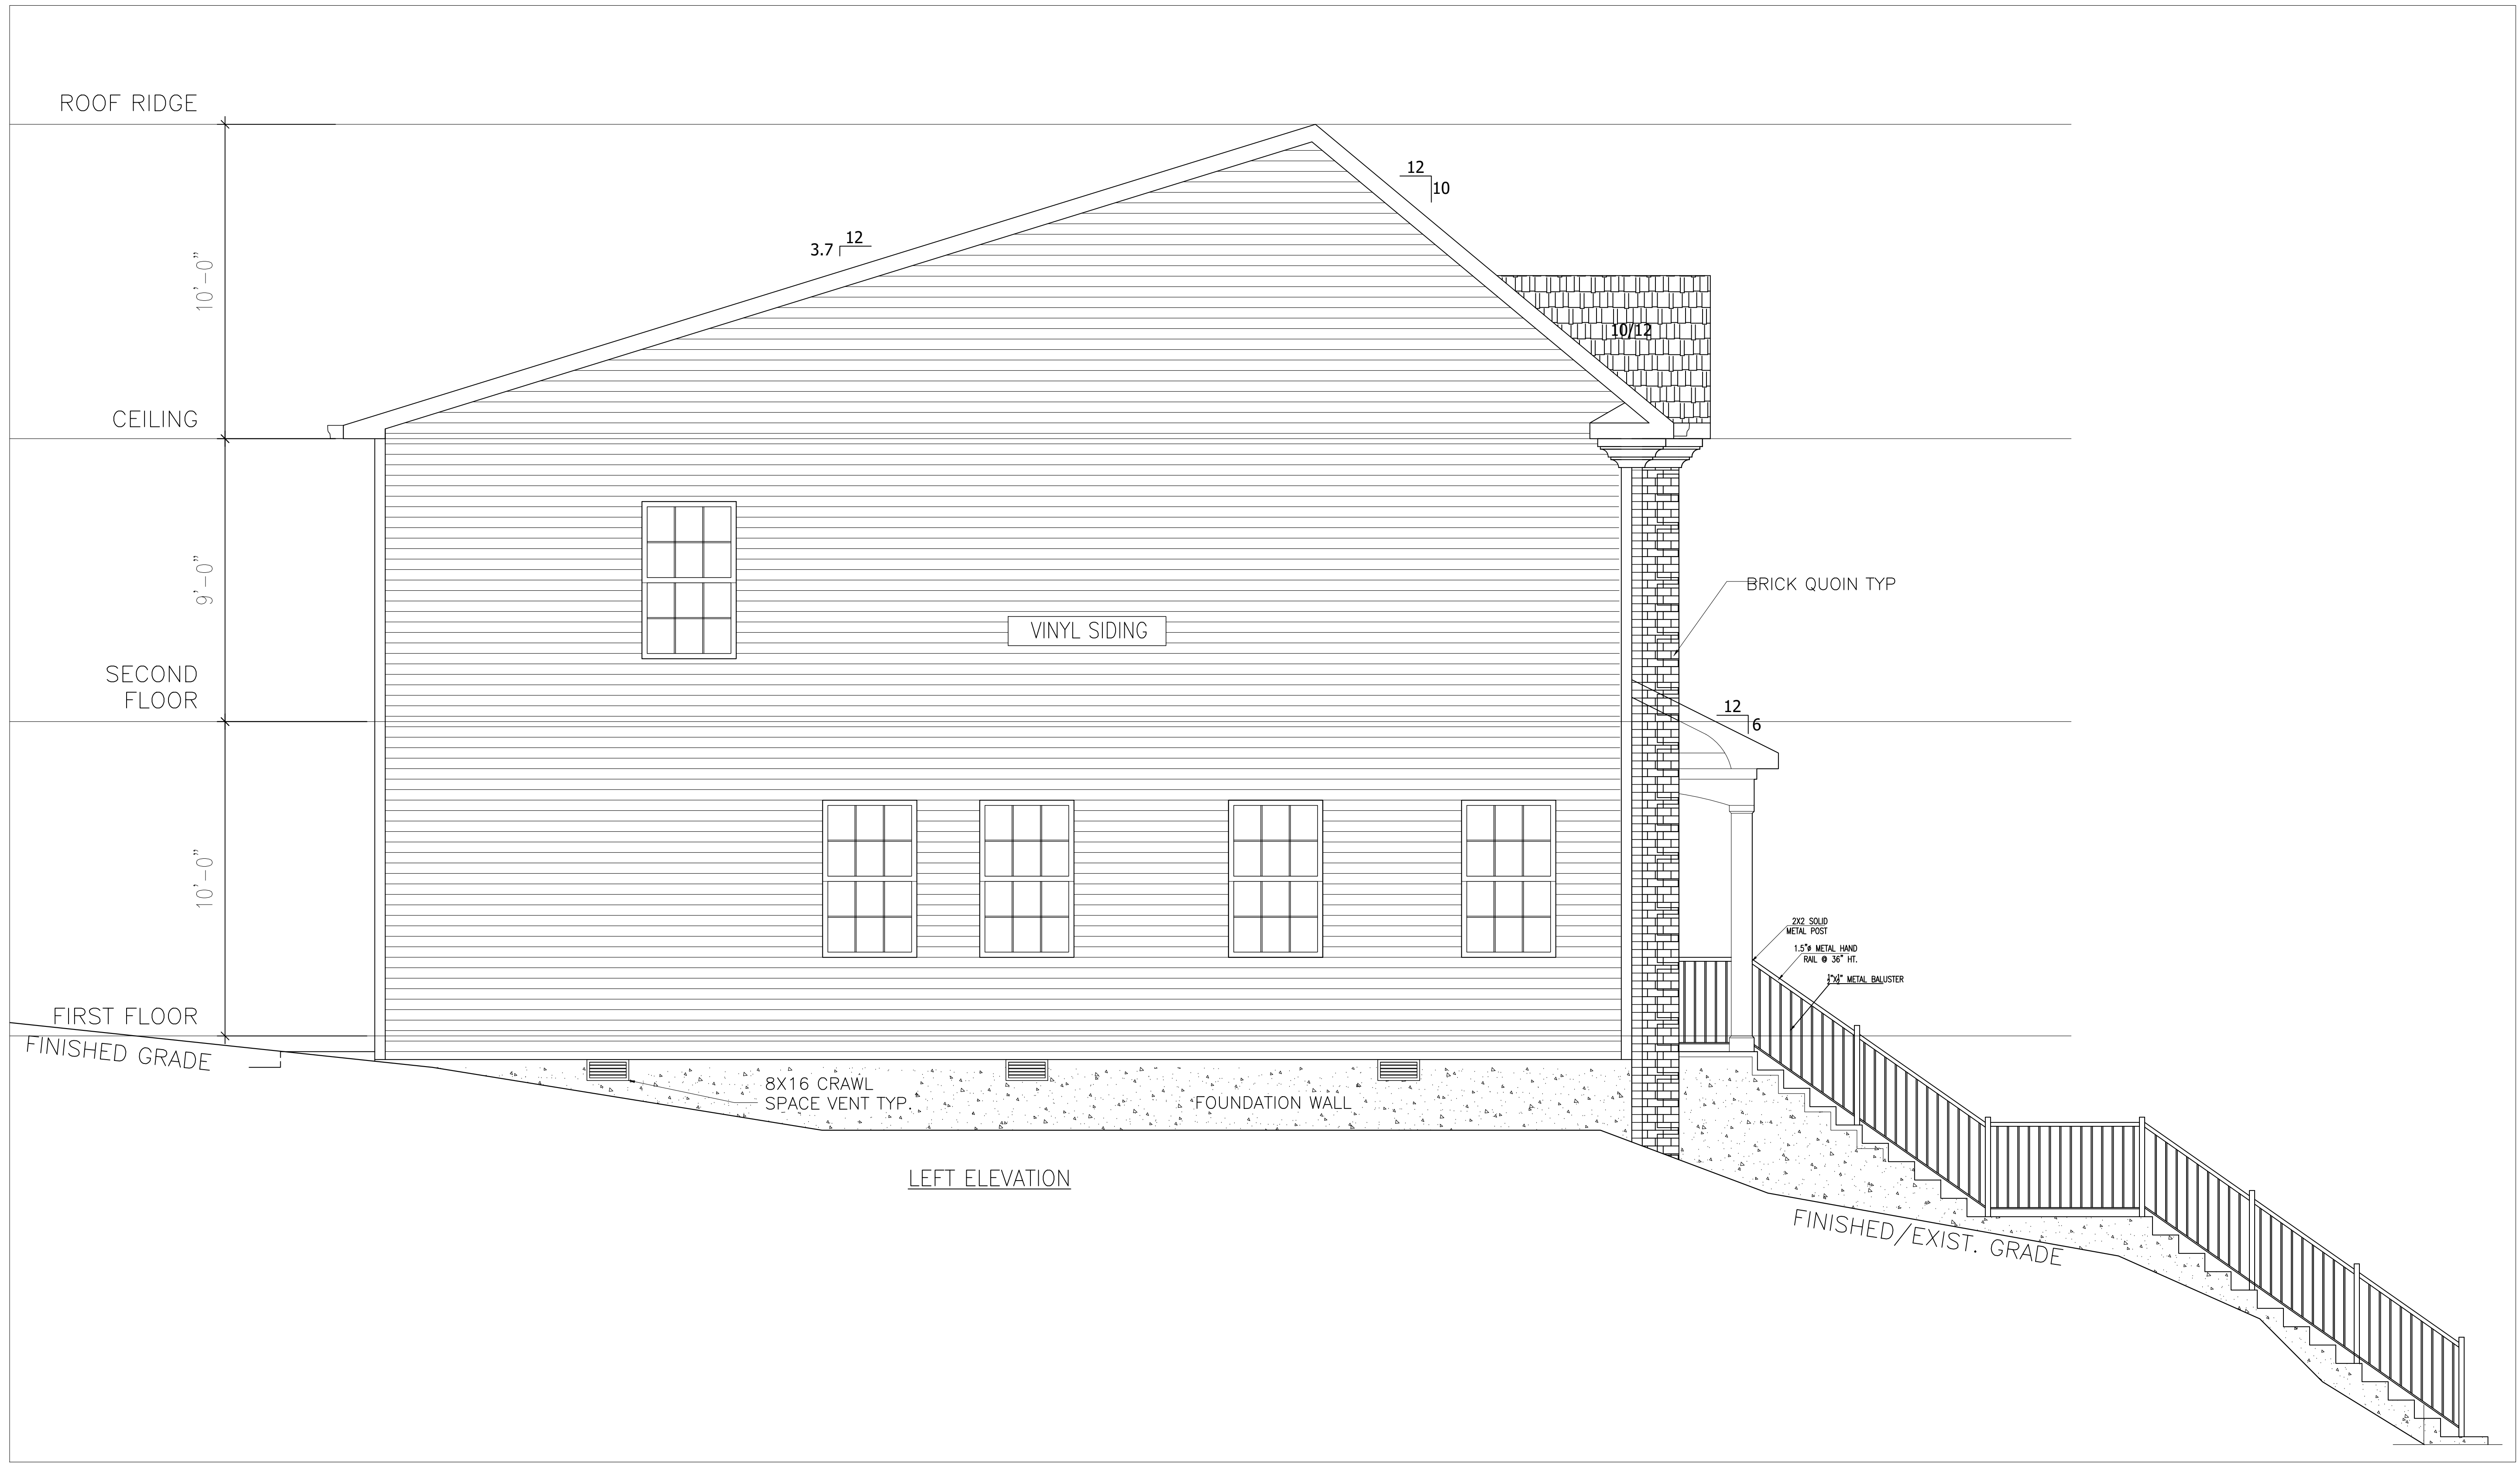 ROOF RIDGE
12
10
12
3.7
10'-0"
10/12
CEILING
9'-0"
BRICK QUOIN TYP
VINYL SIDING
SECOND
FLOOR
12
6
10'-0"
2X2 SOLID
METAL POST
1.5"ø METAL HAND
RAIL @ 36" HT.
METAL BALUSTER
FIRST FLOOR
FINISHED GRADE
8X16 CRAWL
SPACE VENT TYP.
FOUNDATION WALL
LEFT ELEVATION
FINISHED/EXIST. GRADE